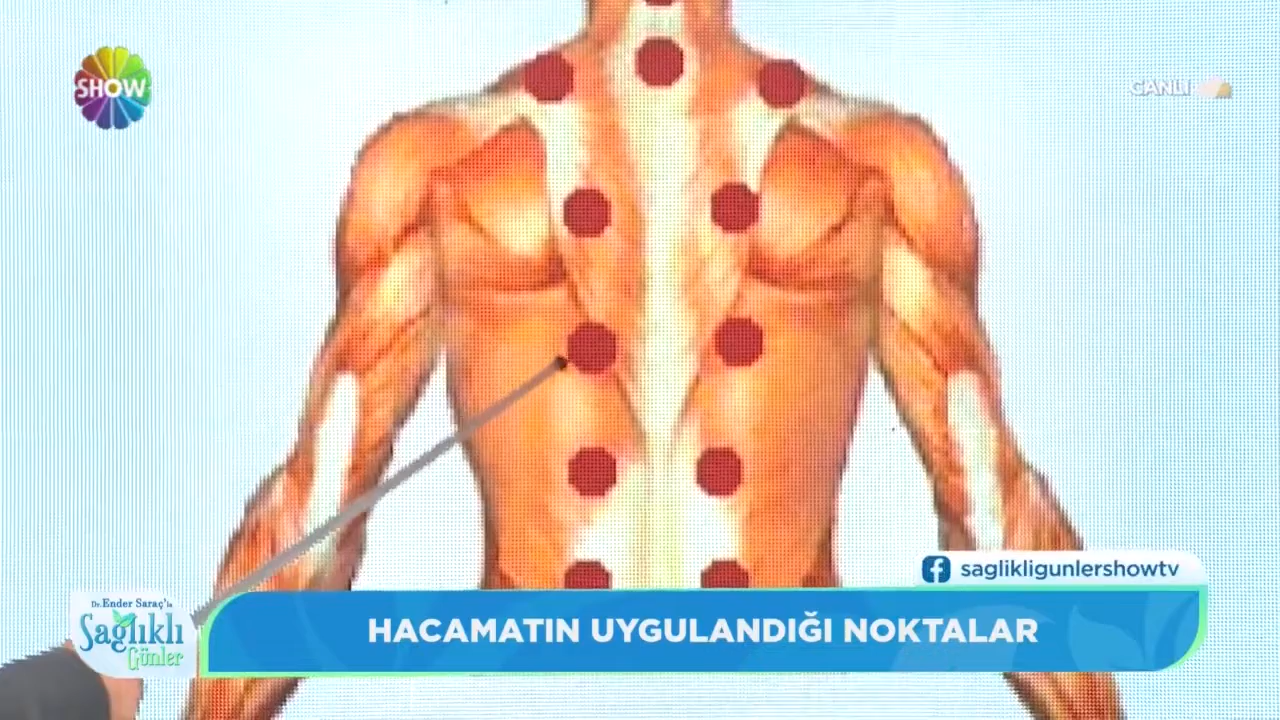 SHOW
CANLI
saglikligunlershowtv
Dr. Ender Saraç'la
Sağlıklı
Günler
HACAMATIN UYGULANDIĞI NOKTALAR